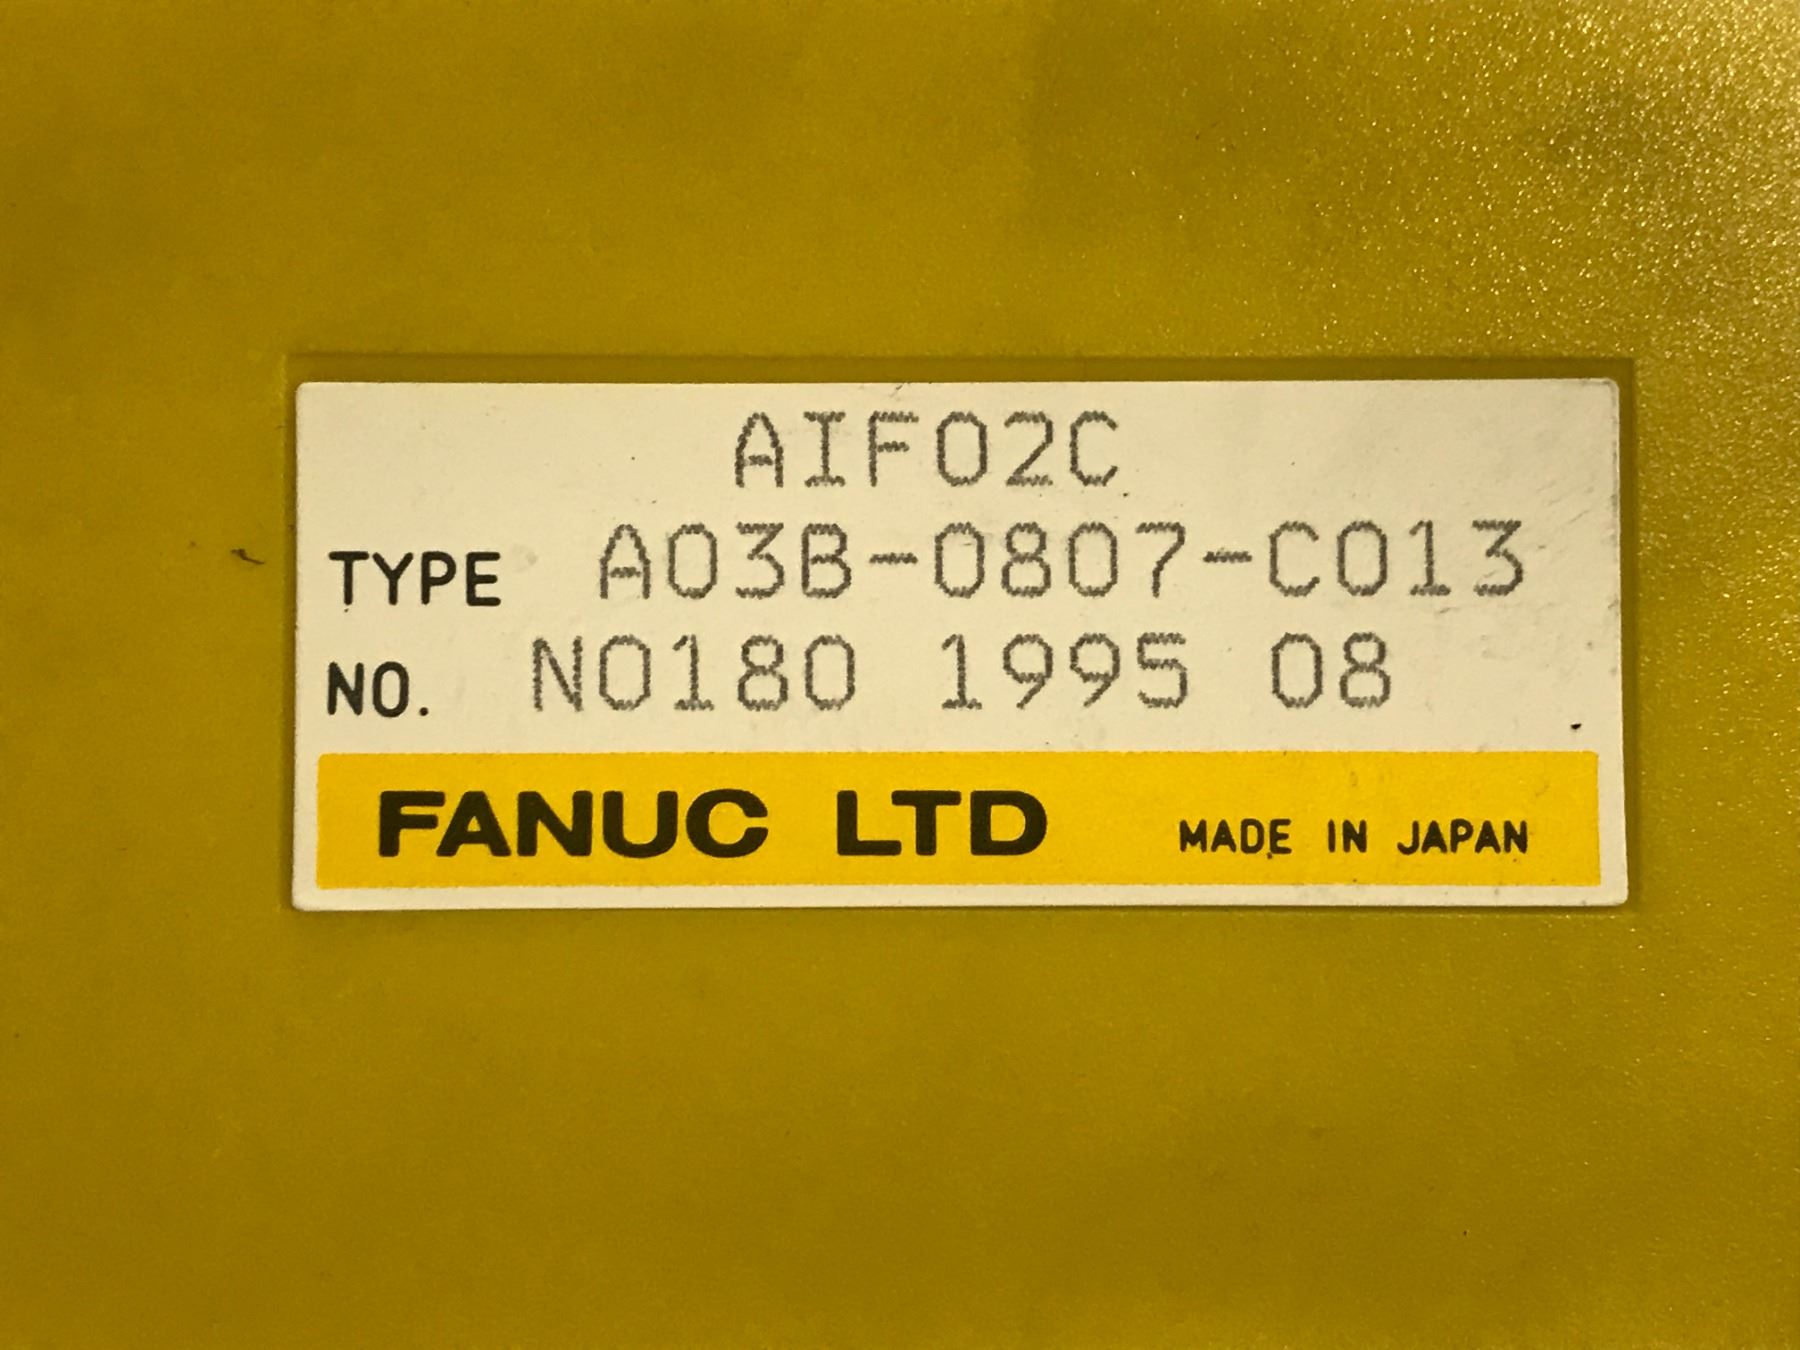 AIF02C
TYPE A03B-0807-C013
NO. N0180 1995 08
FANUC LTD MADE IN JAPAN